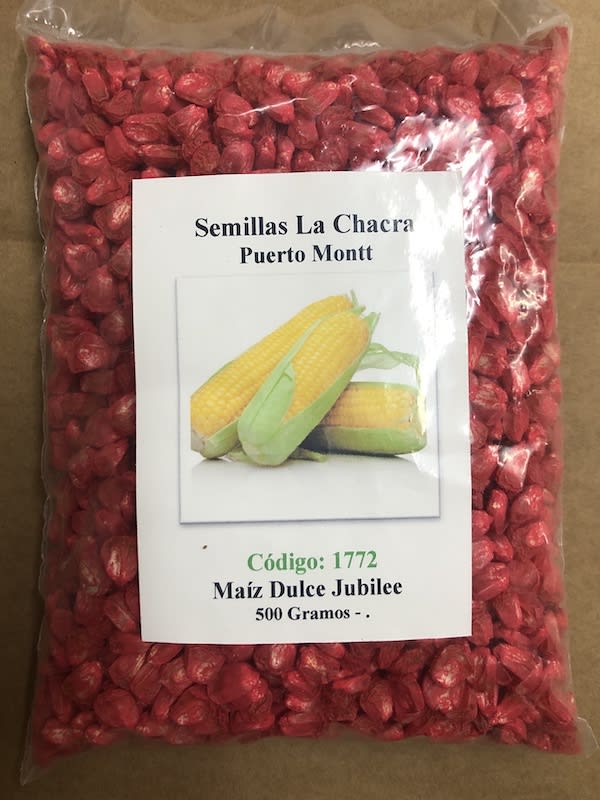 Semillas La Chacra
Puerto Montt
Código: 1772
Maíz Dulce Jubilee
500 Gramos - .